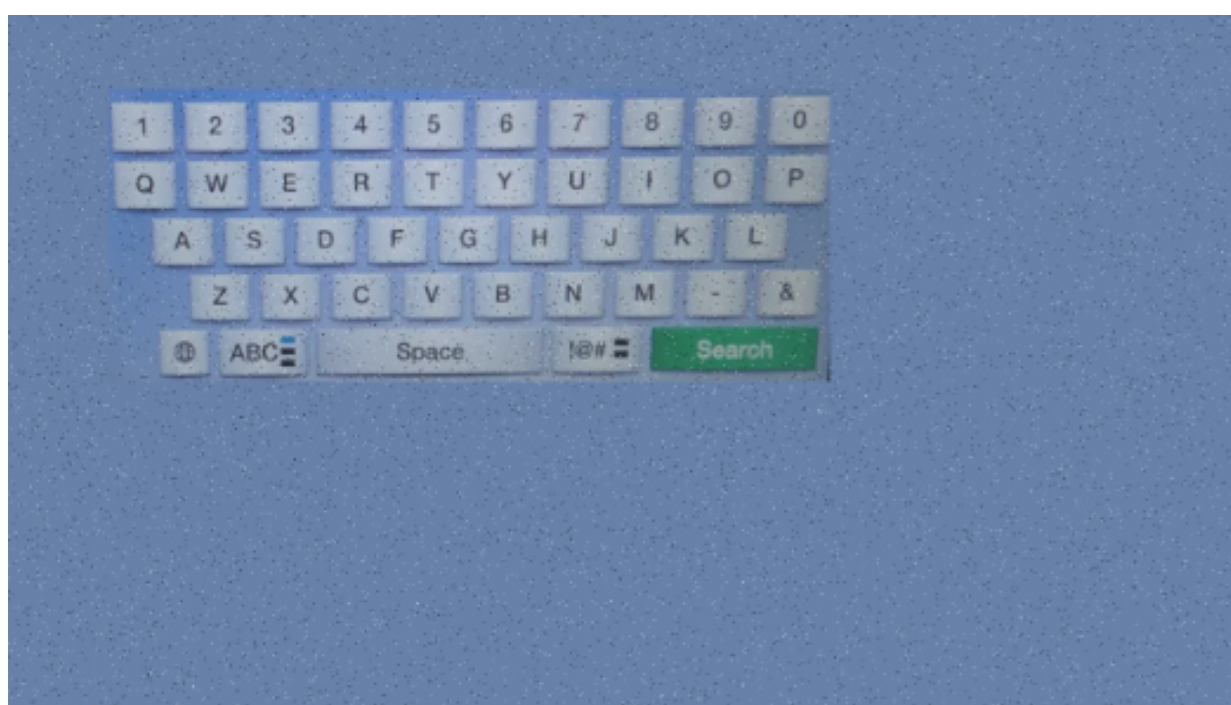 1 2 3 4 5 6 7 8 9 0
Q W E R T Y U I O P
A S D F G H J K L
Z X C V B N M - &
ABC Space !@# Search